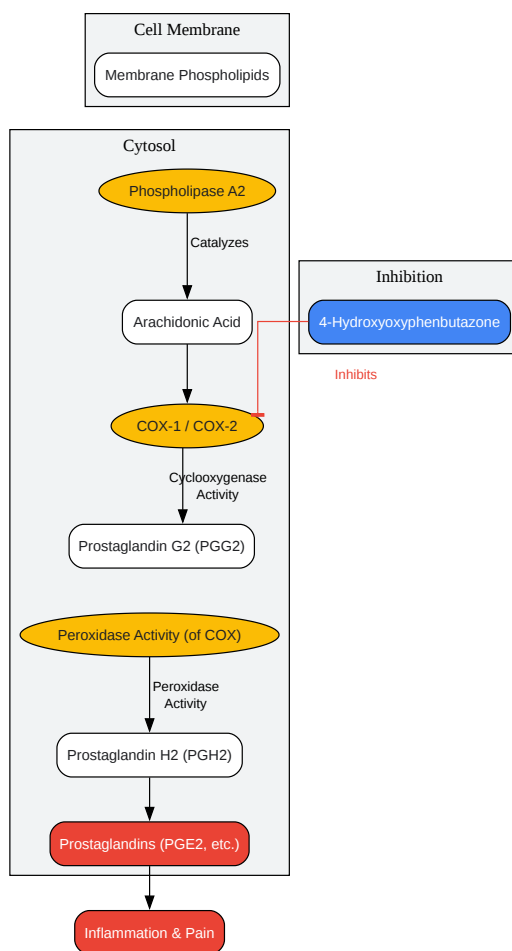 Cell Membrane
Membrane Phospholipids
Cytosol
Phospholipase A2
Catalyzes
Inhibition
Arachidonic Acid
4-Hydroxyoxyphenbutazone
Inhibits
COX-1 / COX-2
Cyclooxygenase
Activity
Prostaglandin G2 (PGG2)
Peroxidase Activity (of COX)
Peroxidase
Activity
Prostaglandin H2 (PGH2)
Prostaglandins (PGE2, etc.)
Inflammation & Pain